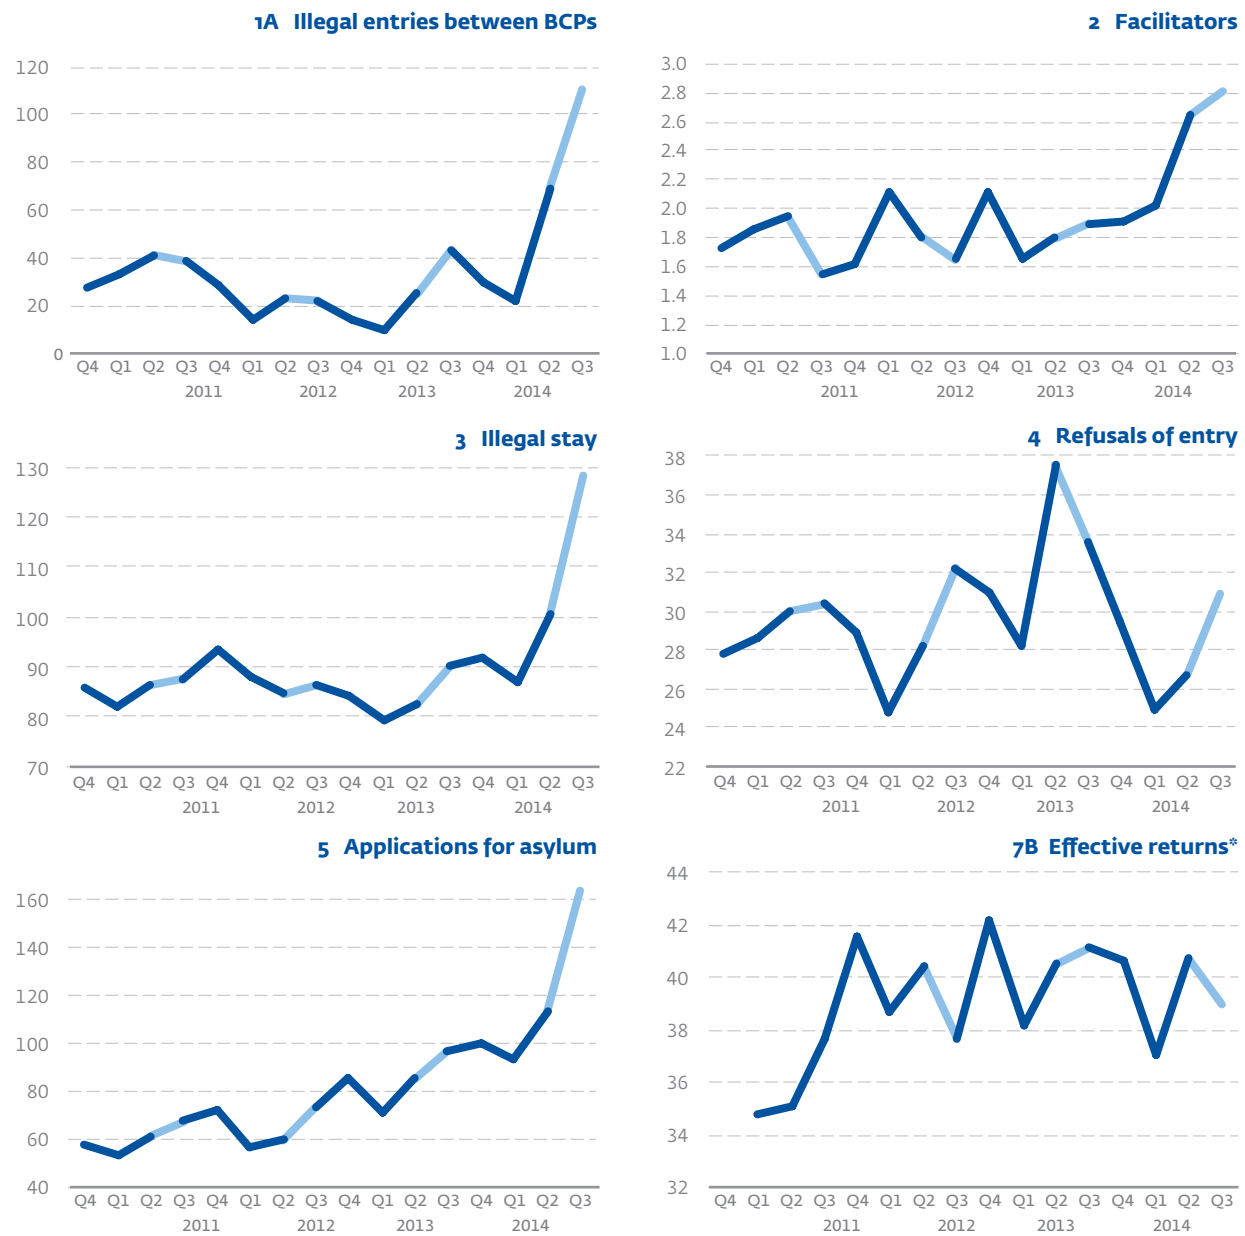 1A Illegal entries between BCPs
120
100
80
60
40
20
0
Q4 Q1 Q2 Q3 Q4 Q1 Q2 Q3 Q4 Q1 Q2 Q3 Q4 Q1 Q2 Q3
2011 2012 2013 2014
2 Facilitators
3.0
2.8
2.6
2.4
2.2
2.0
1.8
1.6
1.4
1.2
1.0
Q4 Q1 Q2 Q3 Q4 Q1 Q2 Q3 Q4 Q1 Q2 Q3 Q4 Q1 Q2 Q3
2011 2012 2013 2014
3 Illegal stay
130
120
110
100
90
80
70
Q4 Q1 Q2 Q3 Q4 Q1 Q2 Q3 Q4 Q1 Q2 Q3 Q4 Q1 Q2 Q3
2011 2012 2013 2014
4 Refusals of entry
38
36
34
32
30
28
26
24
22
Q4 Q1 Q2 Q3 Q4 Q1 Q2 Q3 Q4 Q1 Q2 Q3 Q4 Q1 Q2 Q3
2011 2012 2013 2014
5 Applications for asylum
160
140
120
100
80
60
40
Q4 Q1 Q2 Q3 Q4 Q1 Q2 Q3 Q4 Q1 Q2 Q3 Q4 Q1 Q2 Q3
2011 2012 2013 2014
7B Effective returns*
44
42
40
38
36
34
32
Q4 Q1 Q2 Q3 Q4 Q1 Q2 Q3 Q4 Q1 Q2 Q3 Q4 Q1 Q2 Q3
2011 2012 2013 2014